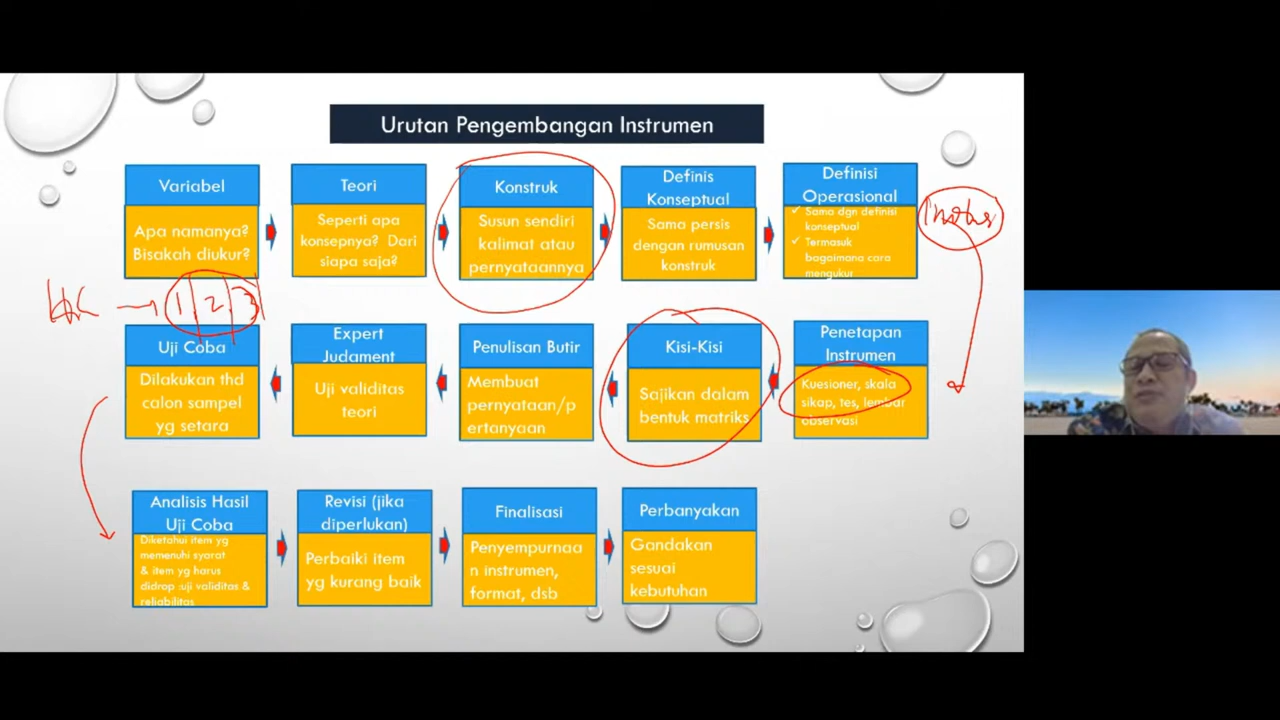 Urutan Pengembangan Instrumen
Variabel
Apa namanya?
Bisakah diukur?
Teori
Seperti apa
konsepnya? Dari
siapa saja?
Konstruk
Susun sendiri
kalimat atau
pernyataannya
Definis
Konseptual
Sama persis
dengan rumusan
konstruk
Definisi
Operasional
✓ Sama dgn definisi
konseptual
✓ Termasuk
bagaimana cara
mengukur
1 2 3
Penetapan
Instrumen
Kuesioner, skala
sikap, tes, lembar
observasi
Kisi-Kisi
Sajikan dalam
bentuk matriks
Penulisan Butir
Membuat
pernyataan/p
ertanyaan
Expert
Judament
Uji validitas
teori
Uji Coba
Dilakukan thd
calon sampel
yg setara
Analisis Hasil
Uji Coba
Diketahui item yg
memenuhi syarat
& item yg harus
didrop :uji validitas &
reliabilitas
Revisi (jika
diperlukan)
Perbaiki item
yg kurang baik
Finalisasi
Penyempurnaa
n instrumen,
format, dsb
Perbanyakan
Gandakan
sesuai
kebutuhan